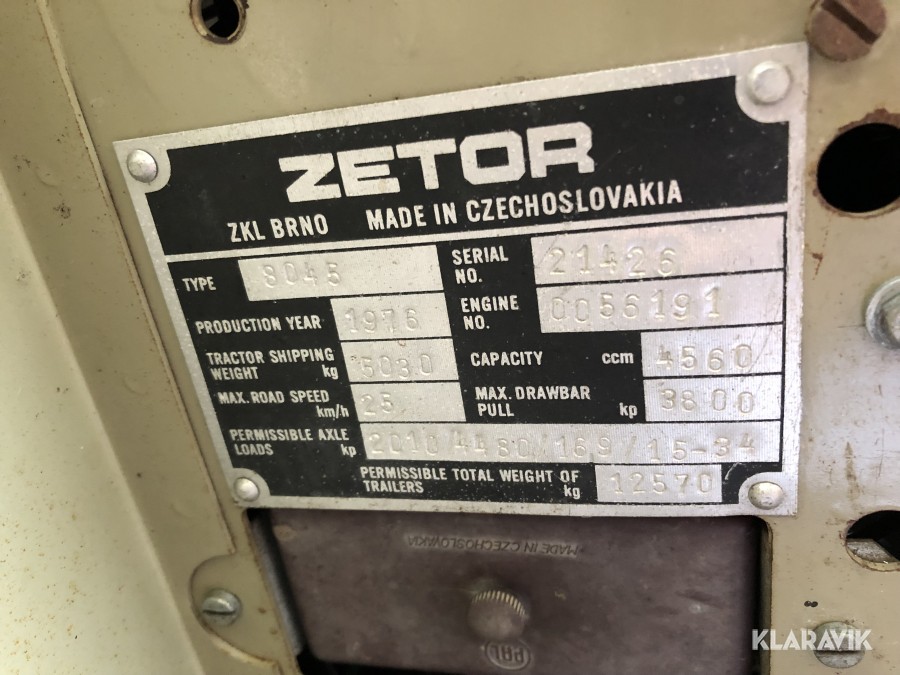 ZETOR
ZKL BRNO MADE IN CZECHOSLOVAKIA
TYPE 8045
SERIAL NO. 21426
PRODUCTION YEAR 1976
ENGINE NO. 0056191
TRACTOR SHIPPING WEIGHT kg 5030
CAPACITY ccm 4560
MAX. ROAD SPEED km/h 25
MAX. DRAWBAR PULL kp 3800
PERMISSIBLE AXLE LOADS kp 2010/4480/169/15-34
PERMISSIBLE TOTAL WEIGHT OF TRAILERS kg 12570
MADE IN CZECHOSLOVAKIA
PAL
KLARAVIK